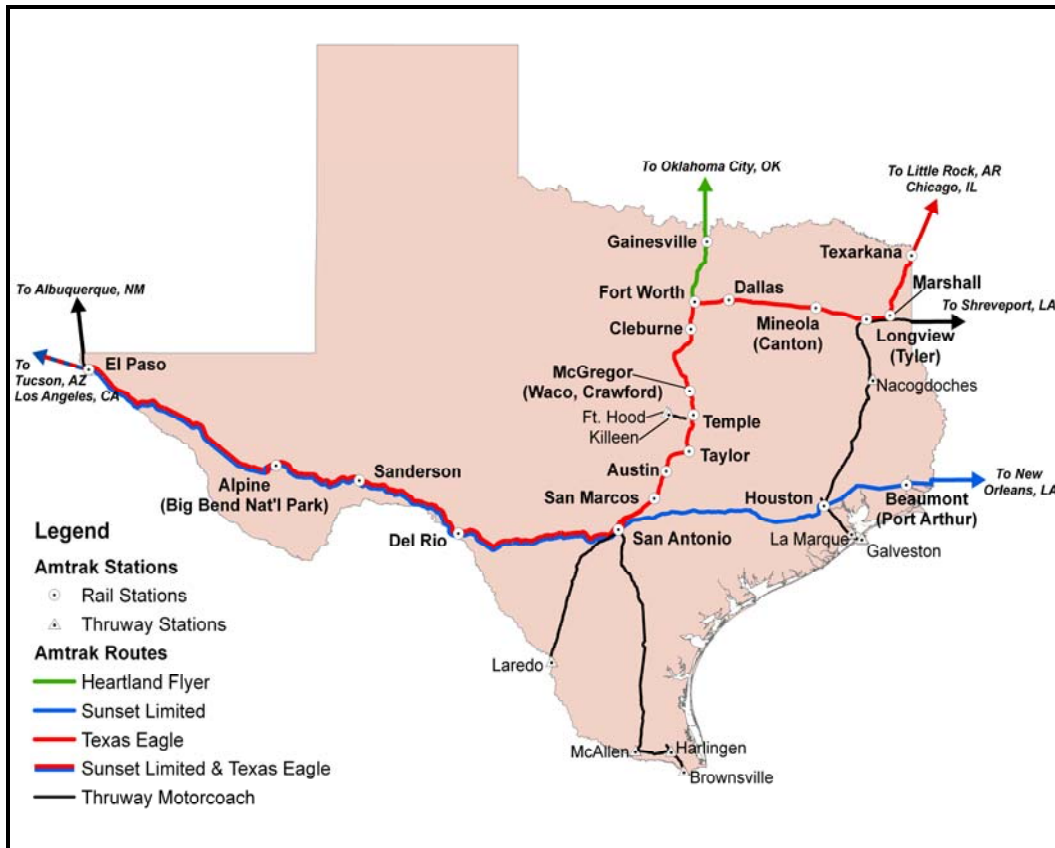 To Oklahoma City, OK
To Little Rock, AR
Chicago, IL
Gainesville
Texarkana
Fort Worth
Dallas
Marshall
To Albuquerque, NM
To Shreveport, LA
Cleburne
Mineola
(Canton)
Longview
(Tyler)
To
Tucson, AZ
Los Angeles, CA
El Paso
McGregor
(Waco, Crawford)
Nacogdoches
Ft. Hood
Killeen
Temple
Taylor
Austin
Sanderson
Alpine
(Big Bend Nat'l Park)
San Marcos
Houston
To New
Orleans, LA
Beaumont
(Port Arthur)
Del Rio
San Antonio
La Marque
Galveston
Legend
Amtrak Stations
Rail Stations
Thruway Stations
Amtrak Routes
Heartland Flyer
Sunset Limited
Texas Eagle
Sunset Limited & Texas Eagle
Thruway Motorcoach
Laredo
McAllen
Harlingen
Brownsville